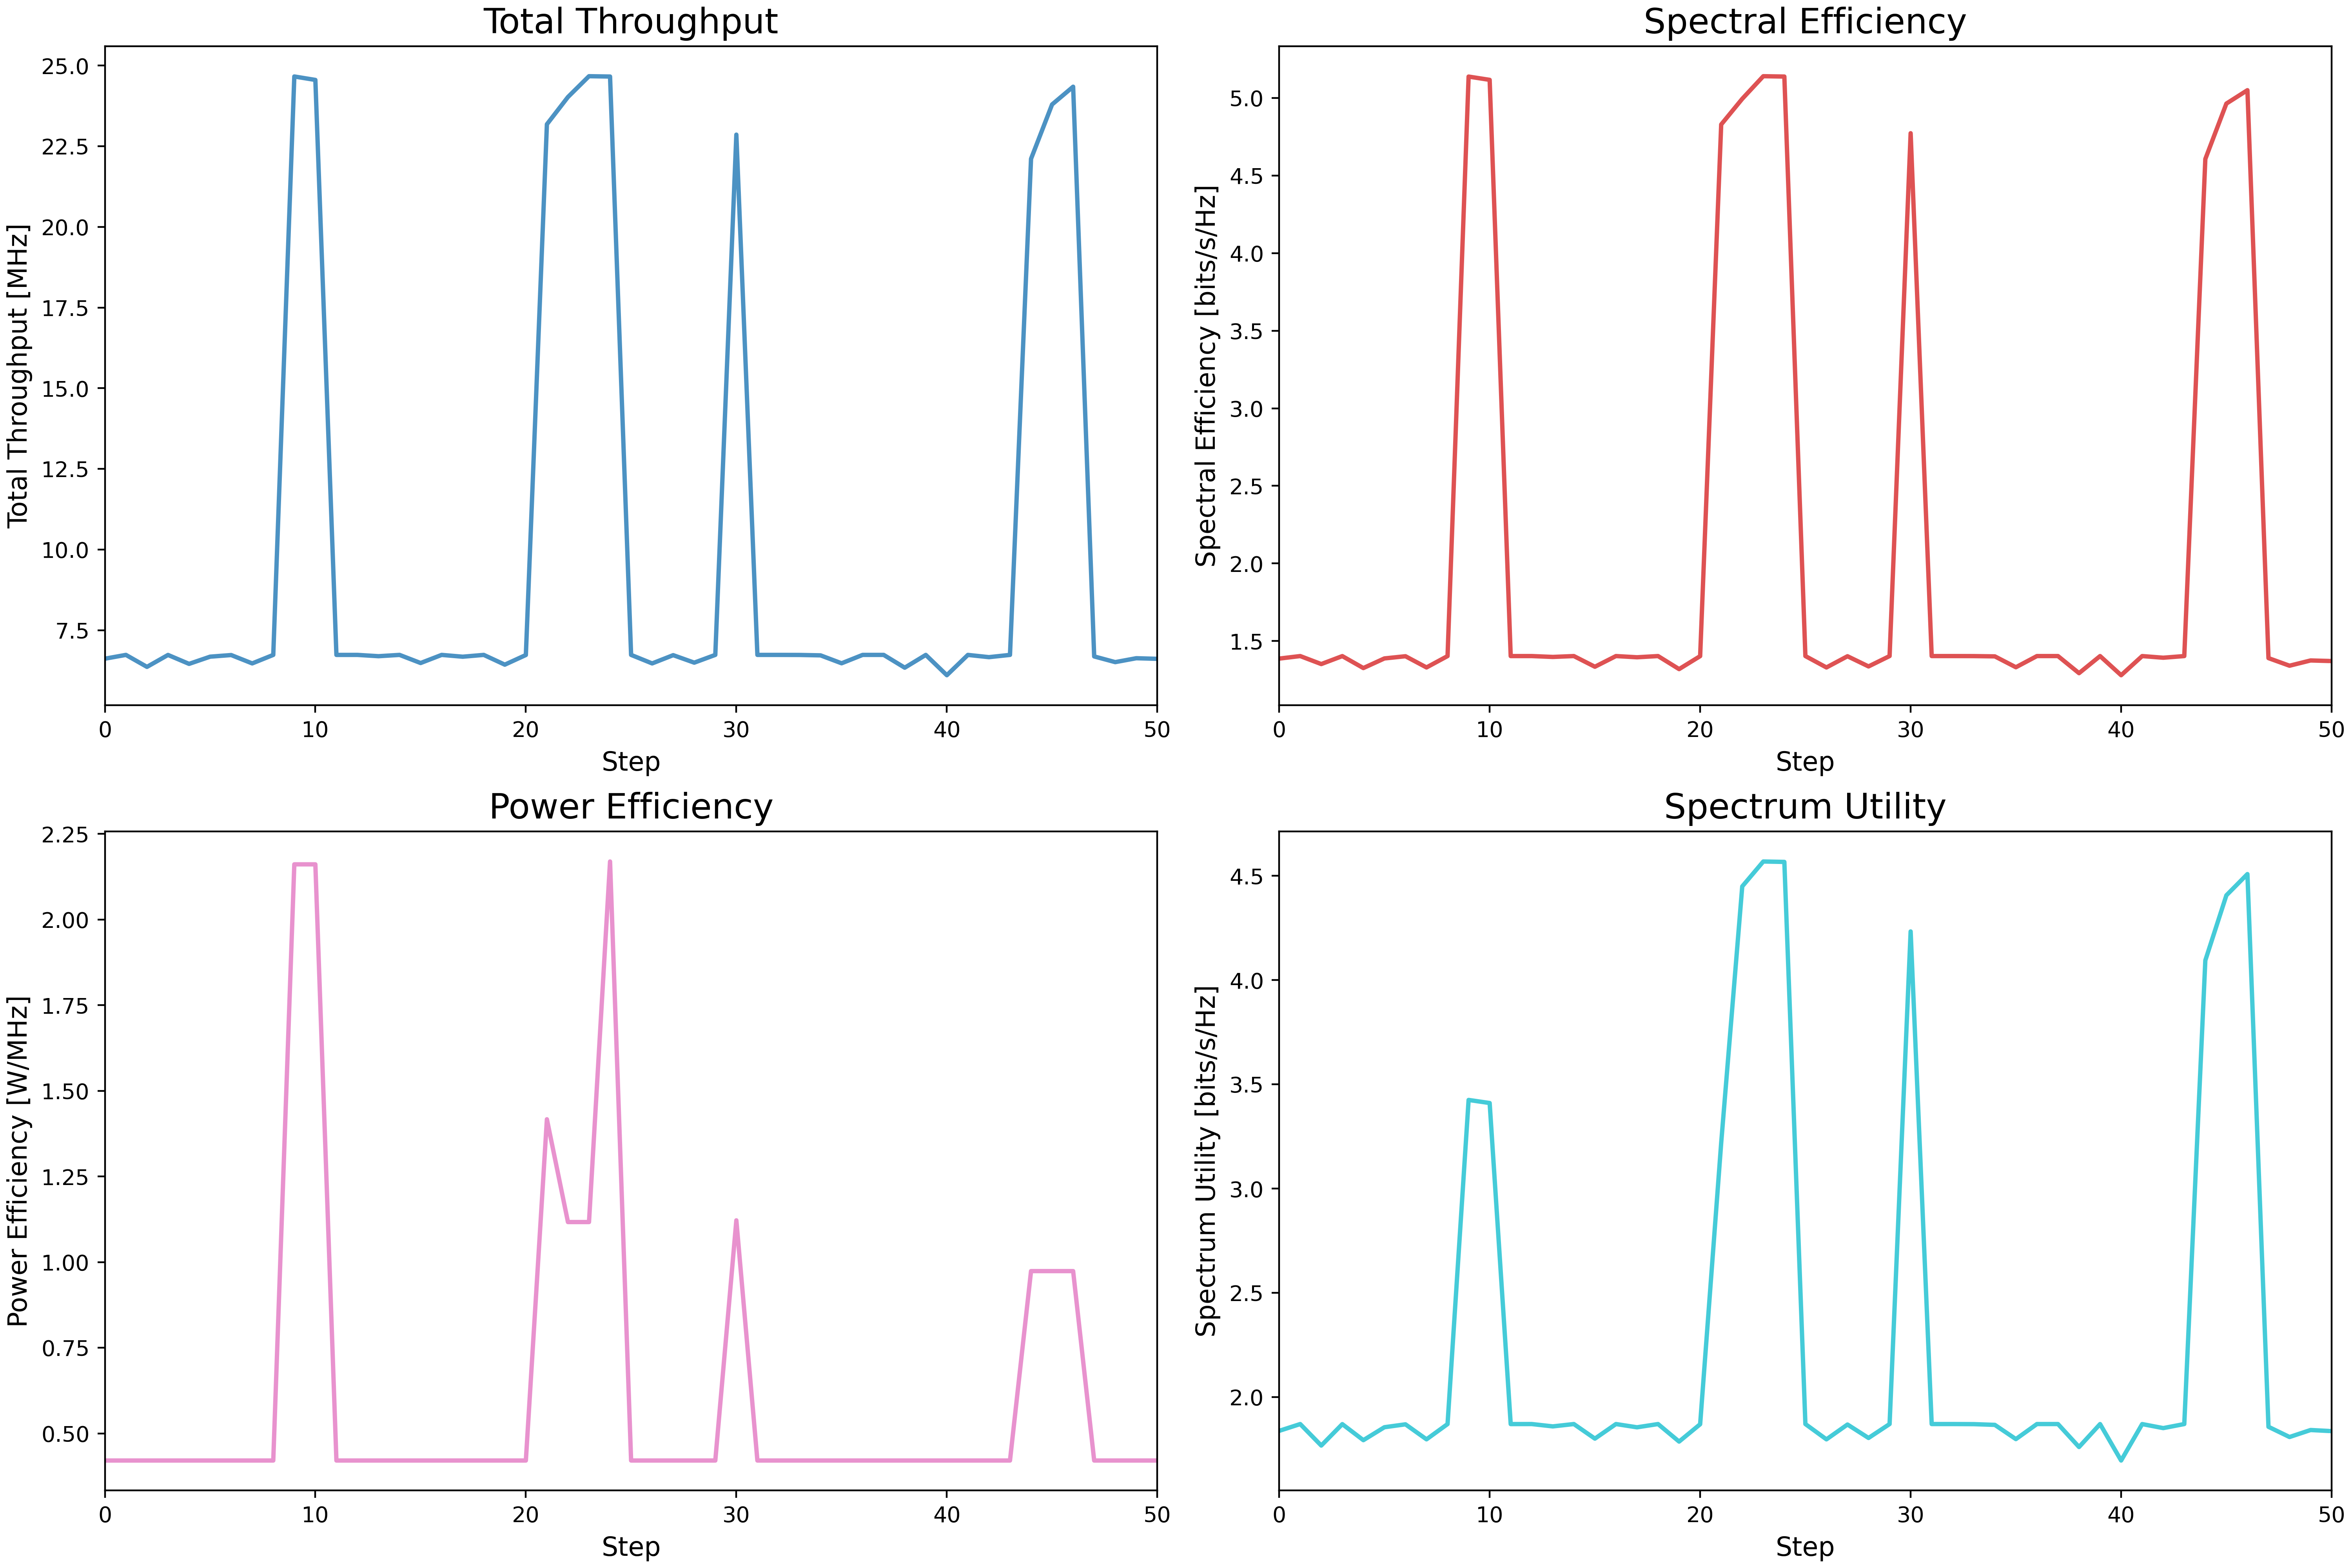 Total Throughput
Total Throughput [MHz]
25.0
22.5
20.0
17.5
15.0
12.5
10.0
7.5
0 10 20 30 40 50
Step
Spectral Efficiency
Spectral Efficiency [bits/s/Hz]
5.0
4.5
4.0
3.5
3.0
2.5
2.0
1.5
0 10 20 30 40 50
Step
Power Efficiency
Power Efficiency [W/MHz]
2.25
2.00
1.75
1.50
1.25
1.00
0.75
0.50
0 10 20 30 40 50
Step
Spectrum Utility
Spectrum Utility [bits/s/Hz]
4.5
4.0
3.5
3.0
2.5
2.0
0 10 20 30 40 50
Step